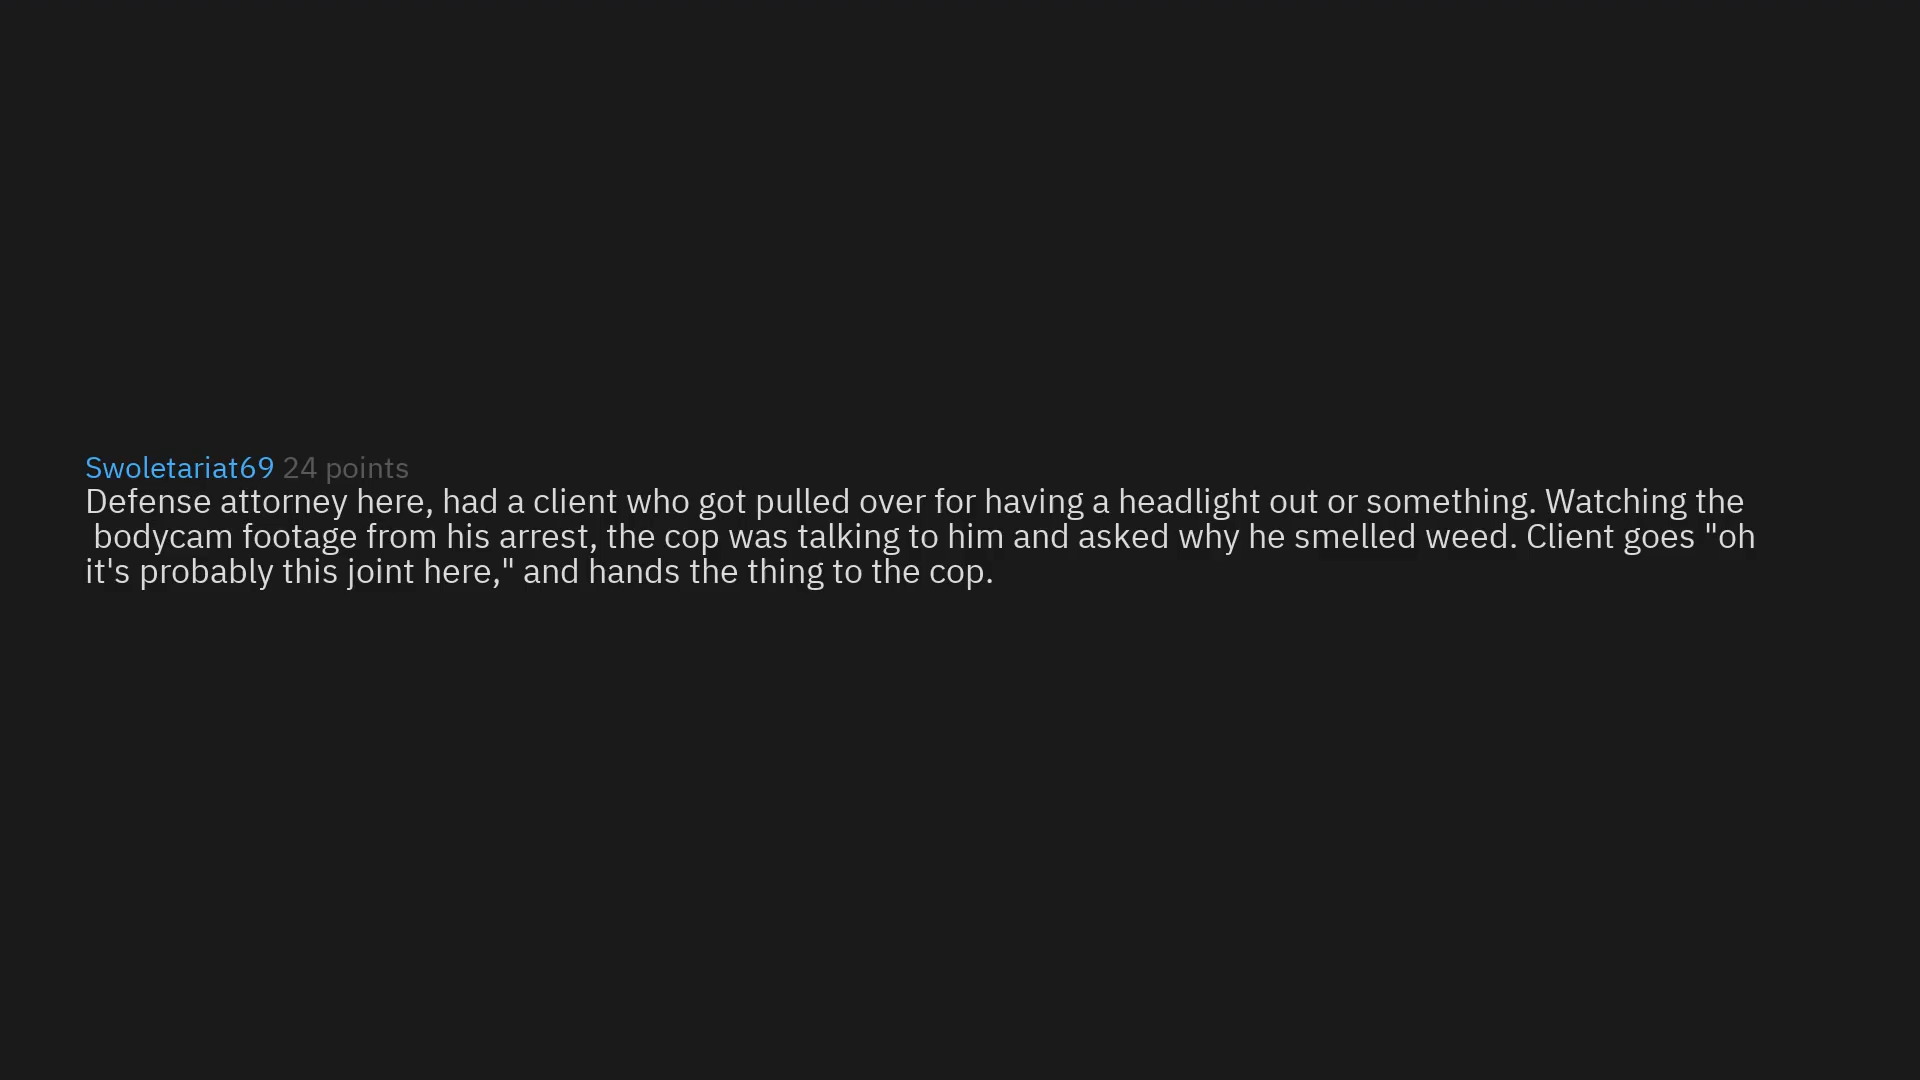 Swoletariat69 24 points
Defense attorney here, had a client who got pulled over for having a headlight out or something. Watching the
bodycam footage from his arrest, the cop was talking to him and asked why he smelled weed. Client goes "oh
it's probably this joint here," and hands the thing to the cop.